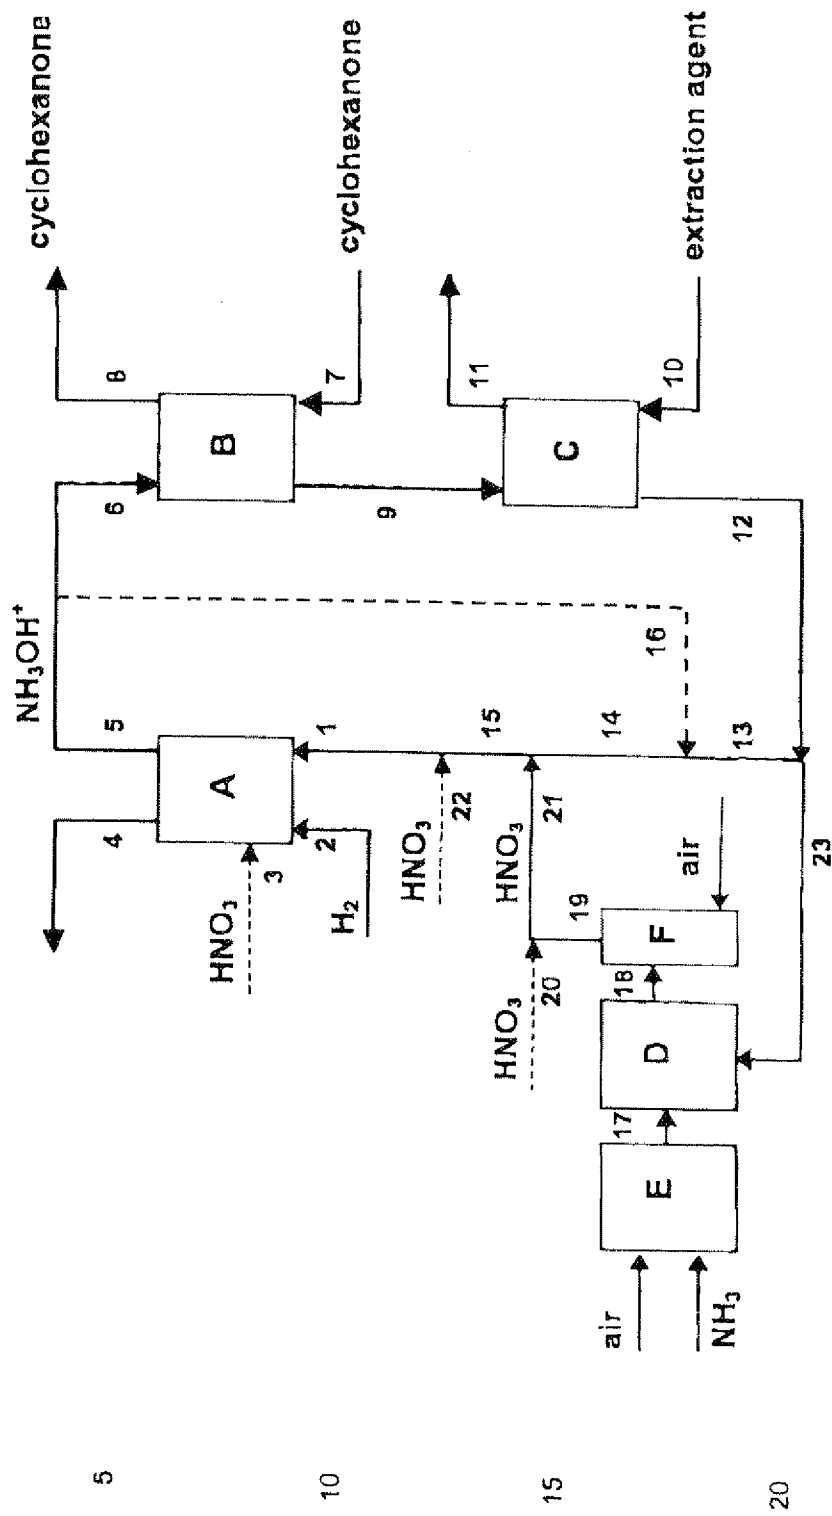 NH₃OH⁺
cyclohexanone
5
4
5
6
8
HNO₃
A
B
3
10
2
1
7
H₂
cyclohexanone
9
HNO₃
22
11
15
HNO₃
HNO₃
15
20
21
C
19
14
air
17
18
16
E
D
F
10
air
extraction agent
NH₃
13
12
20
23